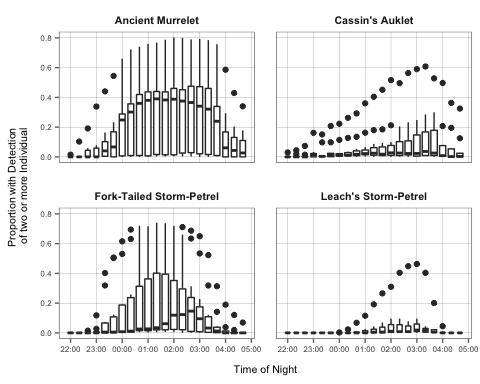 Ancient Murrelet
Cassin's Auklet
0.8
0.6
0.4
0.2
0.0
Proportion with Detection
of two or more Individual
Fork-Tailed Storm-Petrel
Leach's Storm-Petrel
0.8
0.6
0.4
0.2
0.0
22:00 23:00 00:00 01:00 02:00 03:00 04:00 05:00
22:00 23:00 00:00 01:00 02:00 03:00 04:00 05:00
Time of Night